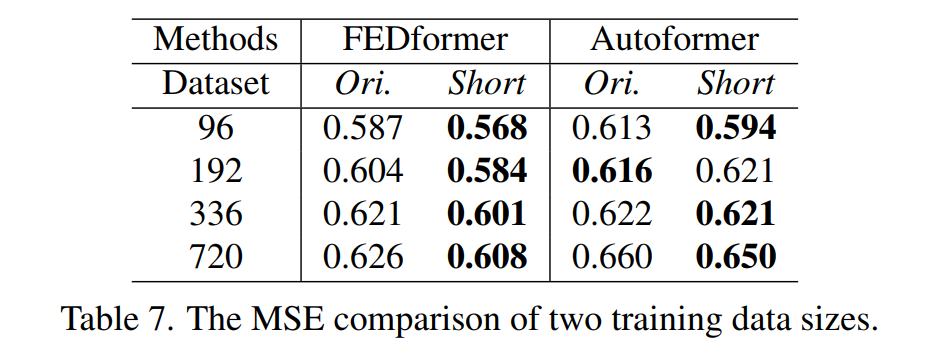 Methods FEDformer Autoformer
Dataset Ori. Short Ori. Short
96 0.587 0.568 0.613 0.594
192 0.604 0.584 0.616 0.621
336 0.621 0.601 0.622 0.621
720 0.626 0.608 0.660 0.650
Table 7. The MSE comparison of two training data sizes.